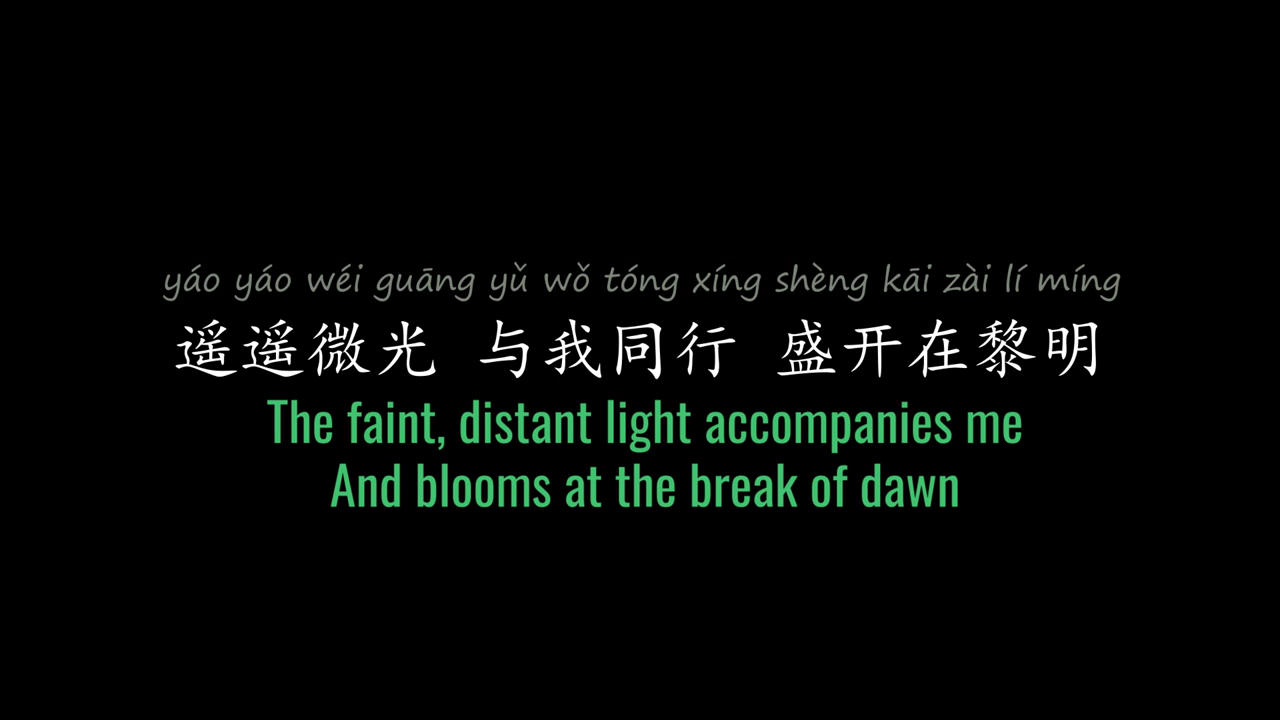 yáo yáo wéi guāng yǔ wǒ tóng xíng shèng kāi zài lí míng
遥遥微光 与我同行 盛开在黎明
The faint, distant light accompanies me
And blooms at the break of dawn